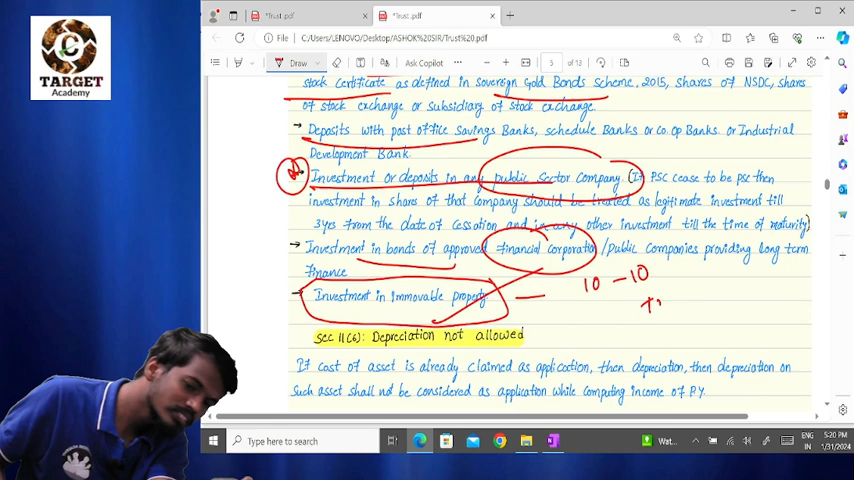 TARGET
Academy
*Trust.pdf
*Trust.pdf
File
C:/Users/LENOVO/Desktop/ASHOK%20SIR/Trust%20.pdf
Draw
Ask Copilot
5
of 12
stock certificate as defined in Sovereign Gold Bonds scheme, 2015, shares of NSDC, shares
of stock exchange or subsidiary of stock exchange.
→ Deposits with post office savings Banks, schedule Banks or Co.op Banks or Industrial
Development Bank.
Investment or deposits in any public sector company (If PSC cease to be PSC then
investment in shares of that company should be treated as legitimate investment till
3yrs from the date of cessation and in any other investment till the time of maturity)
→ Investment in bonds of approved financial corporation /Public companies providing long term
finance
→ Investment in immovable property
10 - 10
Sec 11(6): Depreciation not allowed
If cost of asset is already claimed as application, then depreciation, then depreciation on
such asset shall not be considered as application while computing income of P.Y.
Type here to search
Wat...
ENG
IN
5:20 PM
1/31/2024